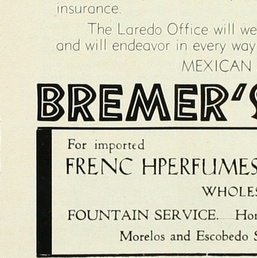 insurance.
The Laredo Office will we
and will endeavor in every way
MEXICAN
BREMER'S
For imported
FRENC HPERFUMES
WHOLES
FOUNTAIN SERVICE. Hom
Morelos and Escobedo S